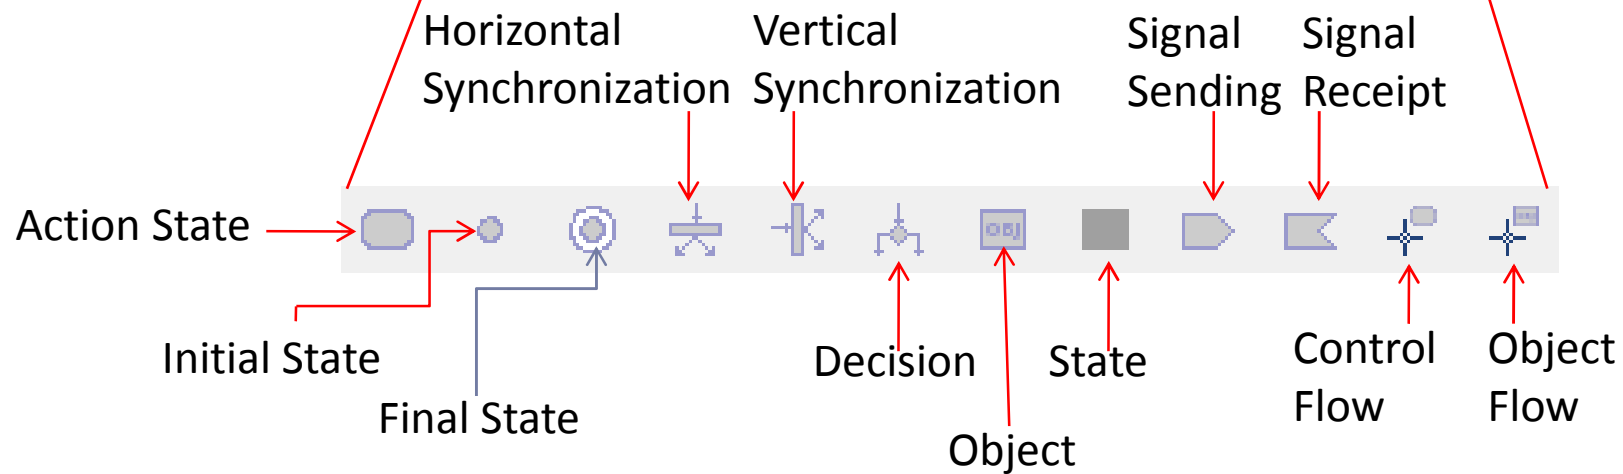 Horizontal
Synchronization
Vertical
Synchronization
Signal
Sending
Signal
Receipt
Action State
OBJ
Initial State
Final State
Decision
Object
State
Control
Flow
Object
Flow